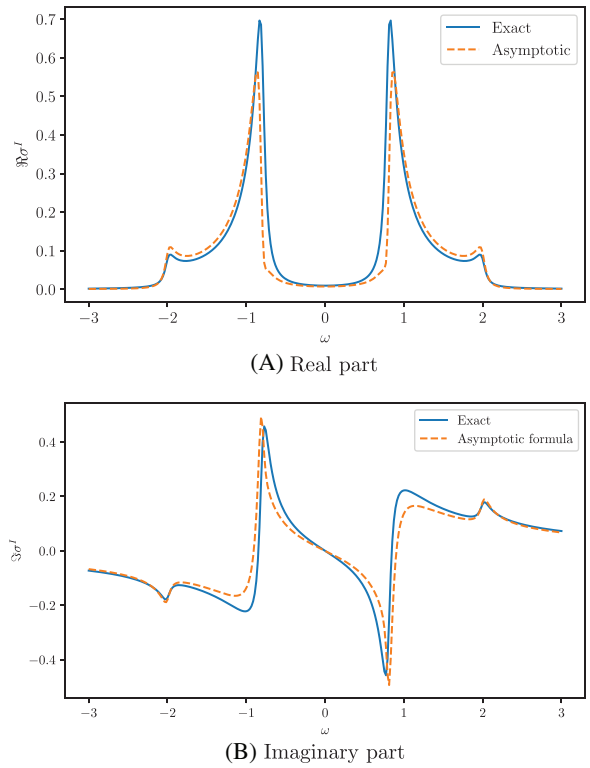 Exact
Asymptotic
0.7
0.6
0.5
0.4
0.3
0.2
0.1
0.0
ℜσ^I
−3 −2 −1 0 1 2 3
ω
(A) Real part
Exact
Asymptotic formula
0.4
0.2
0.0
−0.2
−0.4
ℑσ^I
−3 −2 −1 0 1 2 3
ω
(B) Imaginary part